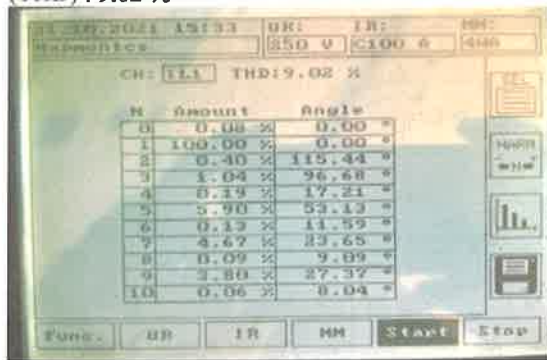 15:33 UR: IR: MM:
Harmonics 850 V C100 A 4WA
CH: IL1 THD:9.02 %
N Amount Angle
0 0.08 % 0.00 °
1 100.00 % 0.00 °
2 0.40 % 115.44 °
3 1.04 % 96.68 °
4 0.19 % 17.21 °
5 5.90 % 53.13 °
6 0.13 % 11.59 °
7 4.67 % 23.65 °
8 0.09 % 9.09 °
9 3.80 % 27.37 °
10 0.06 % 8.04 °
HARM
Func. UR IR MM Start Stop